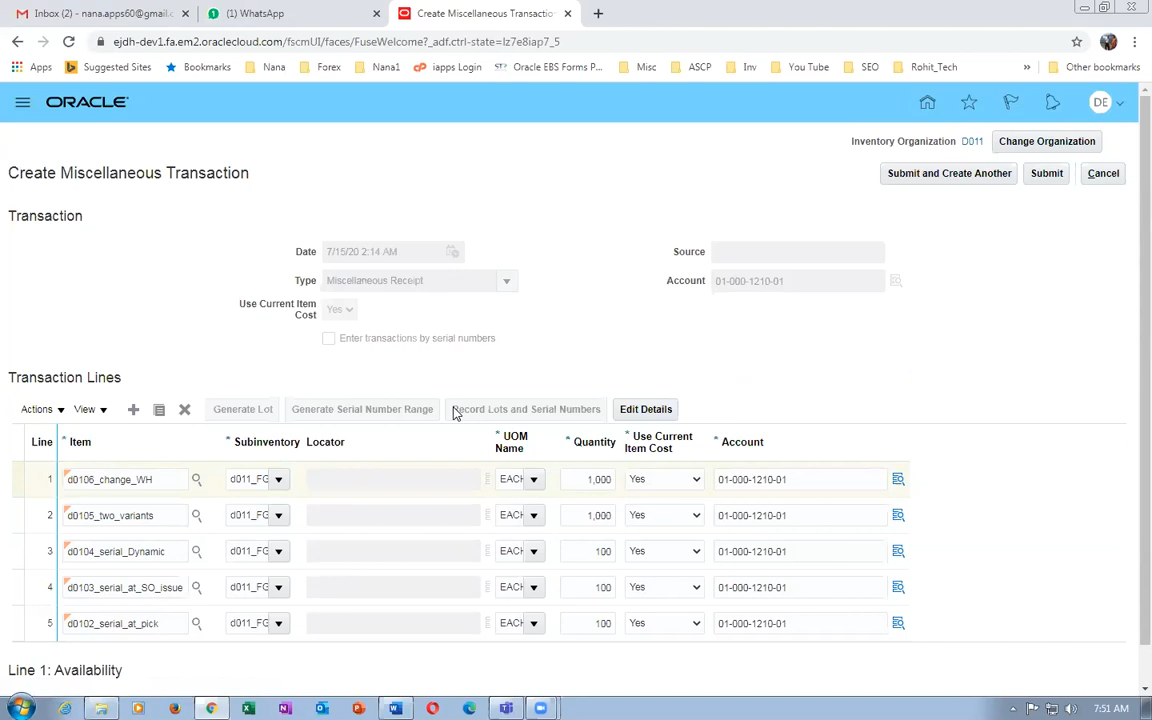 Inbox (2) - nana.apps60@gmail.c
(1) WhatsApp
Create Miscellaneous Transactio
ejdh-dev1.fa.em2.oraclecloud.com/fscmUI/faces/FuseWelcome?_adf.ctrl-state=lz7e8iap7_5
Apps Suggested Sites Bookmarks Nana Forex Nana1 iapps Login Oracle EBS Forms P... Misc ASCP Inv You Tube SEO Rohit_Tech » Other bookmarks
ORACLE DE
Inventory Organization D011 Change Organization
Create Miscellaneous Transaction Submit and Create Another Submit Cancel
Transaction
Date 7/15/20 2:14 AM Source
Type Miscellaneous Receipt Account 01-000-1210-01
Use Current Item
Cost Yes
Enter transactions by serial numbers
Transaction Lines
Actions View Generate Lot Generate Serial Number Range Record Lots and Serial Numbers Edit Details
Line * Item * Subinventory Locator * UOM Name * Quantity * Use Current Item Cost * Account
1 d0106_change_WH d011_FG EACH 1,000 Yes 01-000-1210-01
2 d0105_two_variants d011_FG EACH 1,000 Yes 01-000-1210-01
3 d0104_serial_Dynamic d011_FG EACH 100 Yes 01-000-1210-01
4 d0103_serial_at_SO_issue d011_FG EACH 100 Yes 01-000-1210-01
5 d0102_serial_at_pick d011_FG EACH 100 Yes 01-000-1210-01
Line 1: Availability
7:51 AM